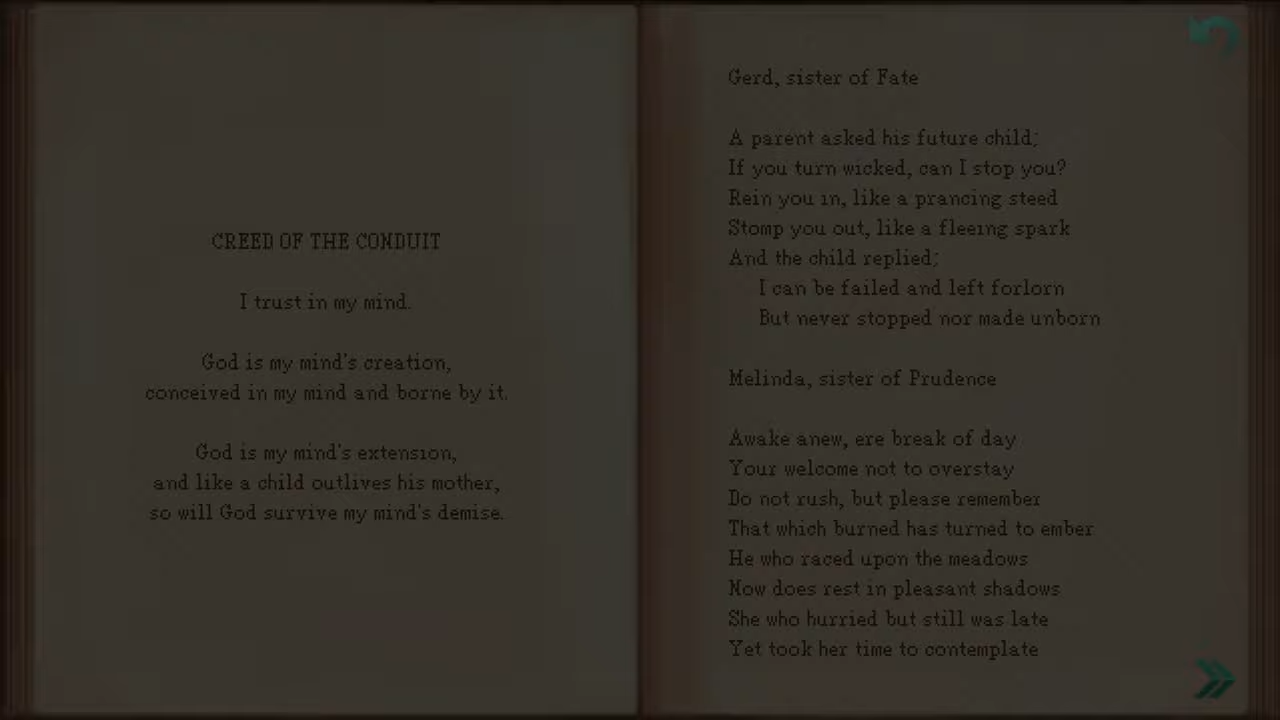 CREED OF THE CONDUIT
I trust in my mind.
God is my mind's creation,
conceived in my mind and borne by it.
God is my mind's extension,
and like a child outlives his mother,
so will God survive my mind's demise.
Gerd, sister of Fate
A parent asked his future child;
If you turn wicked, can I stop you?
Rein you in, like a prancing steed
Stomp you out, like a fleeing spark
And the child replied;
I can be failed and left forlorn
But never stopped nor made unborn
Melinda, sister of Prudence
Awake anew, ere break of day
Your welcome not to overstay
Do not rush, but please remember
That which burned has turned to ember
He who raced upon the meadows
Now does rest in pleasant shadows
She who hurried but still was late
Yet took her time to contemplate